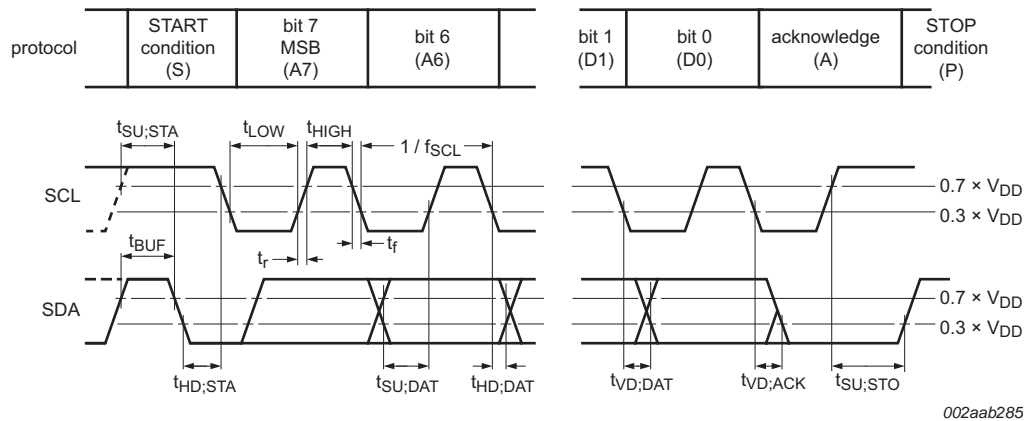 protocol
START
condition
(S)
bit 7
MSB
(A7)
bit 6
(A6)
bit 1
(D1)
bit 0
(D0)
acknowledge
(A)
STOP
condition
(P)
tSU;STA
tLOW
tHIGH
1 / fSCL
SCL
0.7 × VDD
0.3 × VDD
tBUF
tr
tf
SDA
0.7 × VDD
0.3 × VDD
tHD;STA
tSU;DAT
tHD;DAT
tVD;DAT
tVD;ACK
tSU;STO
002aab285